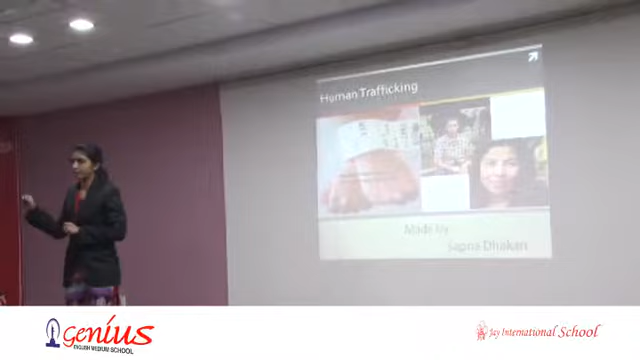 Human Trafficking
Made by
Sapna Dhakan
Genius
ENGLISH MEDIUM SCHOOL
Jay International School